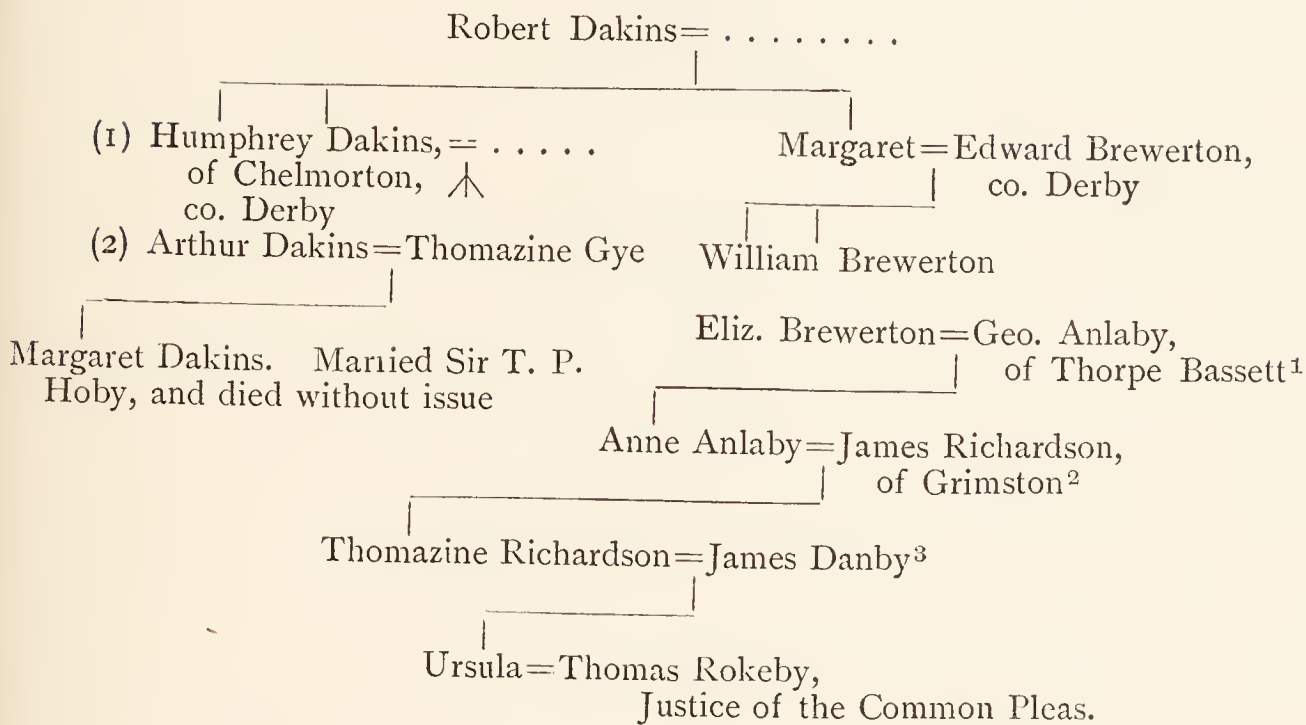 Robert Dakins= . . . . . . . .
(1) Humphrey Dakins, = . . . . .
of Chelmorton,
co. Derby
Margaret=Edward Brewerton,
co. Derby
(2) Arthur Dakins=Thomazine Gye
William Brewerton
Margaret Dakins. Married Sir T. P.
Hoby, and died without issue
Eliz. Brewerton=Geo. Anlaby,
of Thorpe Bassett¹
Anne Anlaby=James Richardson,
of Grimston²
Thomazine Richardson=James Danby³
Ursula=Thomas Rokeby,
Justice of the Common Pleas.